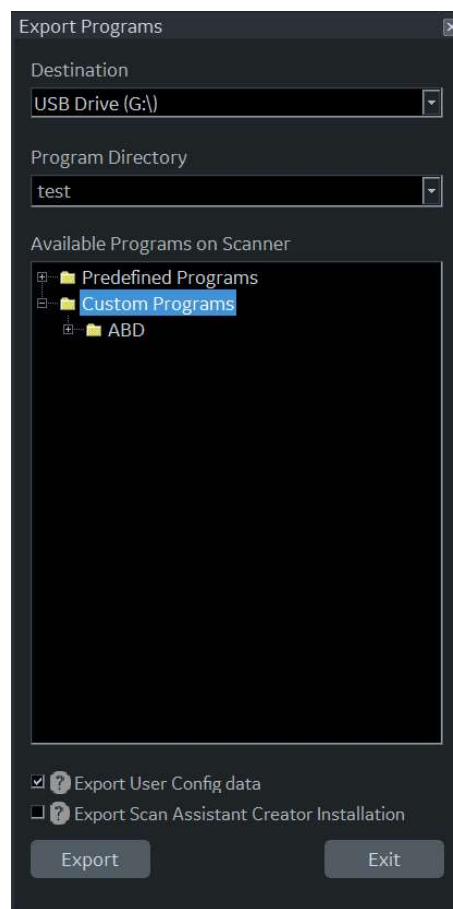 Export Programs
Destination
USB Drive (G:\)
Program Directory
test
Available Programs on Scanner
Predefined Programs
Custom Programs
ABD
? Export User Config data
? Export Scan Assistant Creator Installation
Export Exit